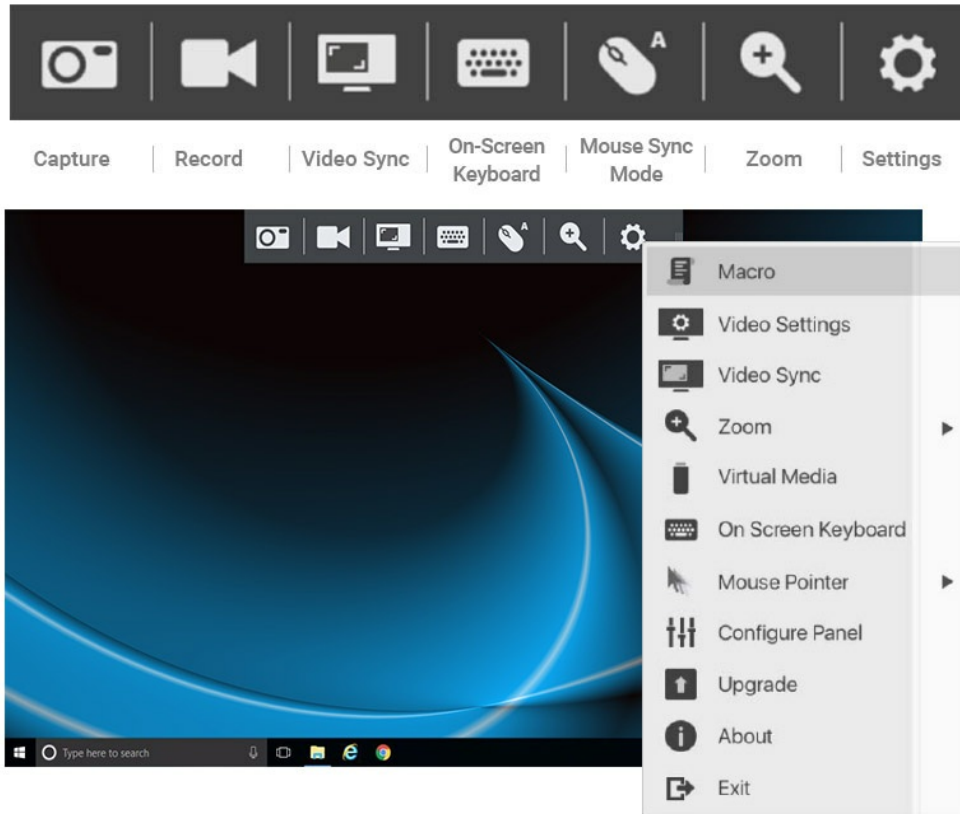 A
Capture
Record
Video Sync
On-Screen
Keyboard
Mouse Sync
Mode
Zoom
Settings
A
Macro
Video Settings
Video Sync
Zoom
Virtual Media
On Screen Keyboard
Mouse Pointer
Configure Panel
Upgrade
About
Exit
Type here to search